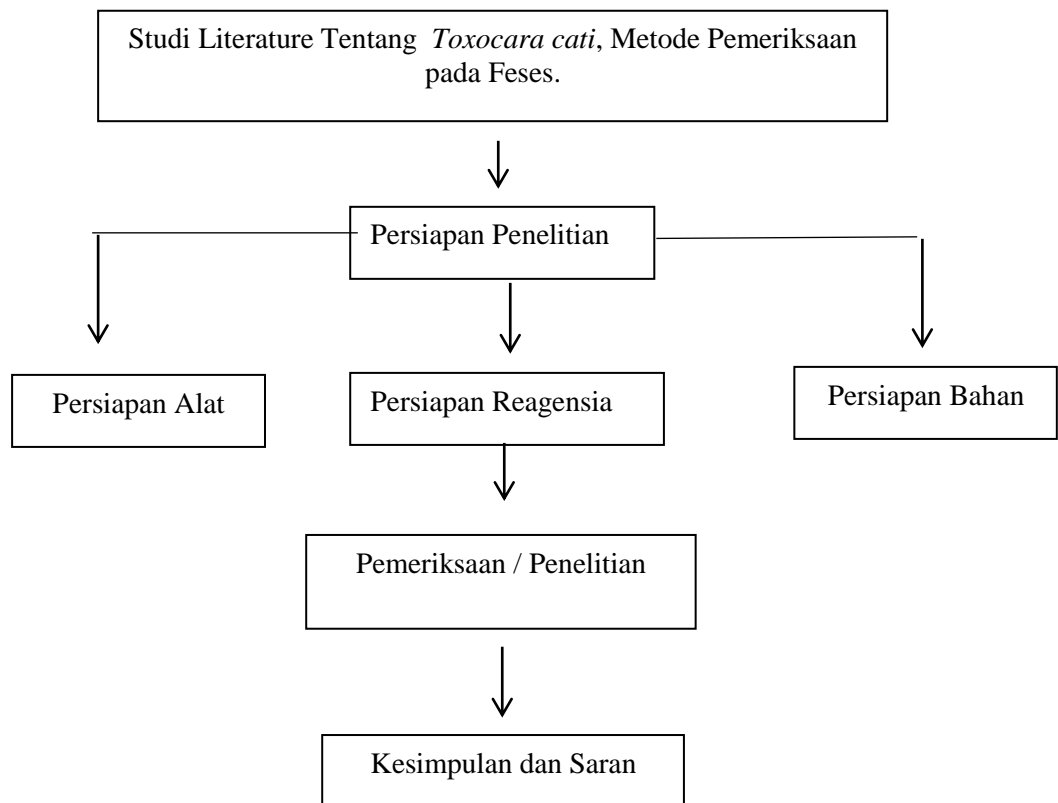 Studi Literature Tentang Toxocara cati, Metode Pemeriksaan
pada Feses.
Persiapan Penelitian
Persiapan Alat
Persiapan Reagensia
Persiapan Bahan
Pemeriksaan / Penelitian
Kesimpulan dan Saran